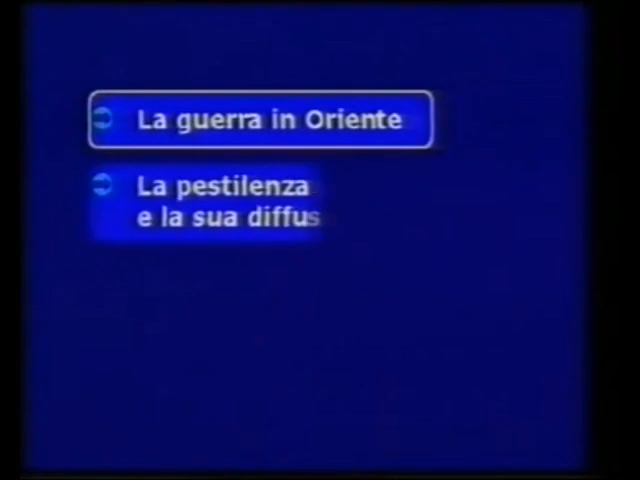 La guerra in Oriente
La pestilenza
e la sua diffus